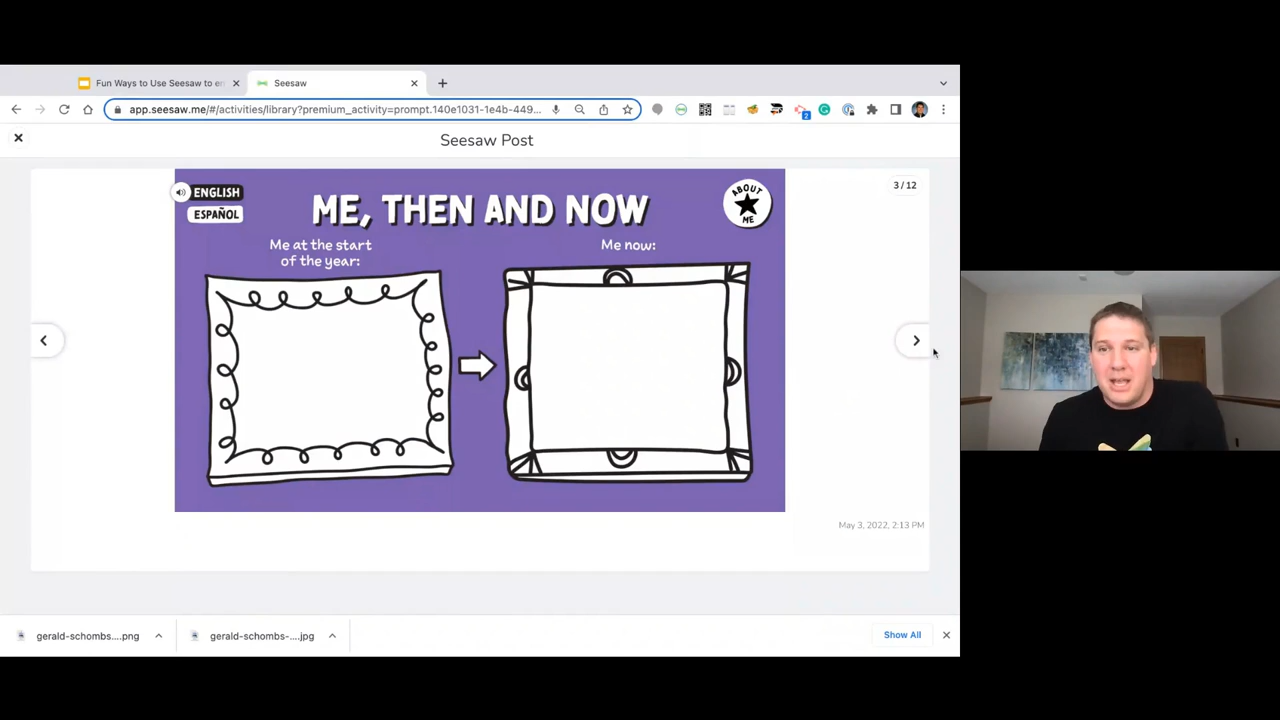 Fun Ways to Use Seesaw to e
Seesaw
app.seesaw.me/#/activities/library?premium_activity=prompt.140e1031-1e4b-449...
2
Seesaw Post
3 / 12
ENGLISH
ESPAÑOL
ME, THEN AND NOW
ABOUT
ME
Me at the start
of the year:
Me now:
May 3, 2022, 2:13 PM
gerald-schombs....png
gerald-schombs-....jpg
Show All